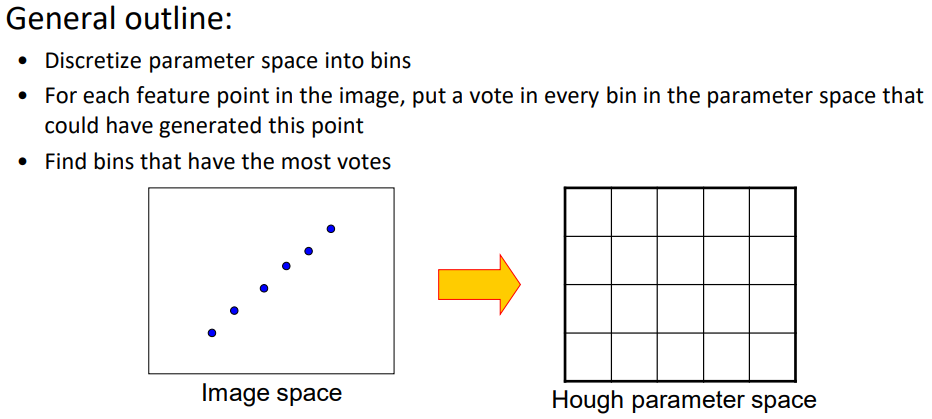 General outline:
• Discretize parameter space into bins
• For each feature point in the image, put a vote in every bin in the parameter space that
could have generated this point
• Find bins that have the most votes
Image space
Hough parameter space